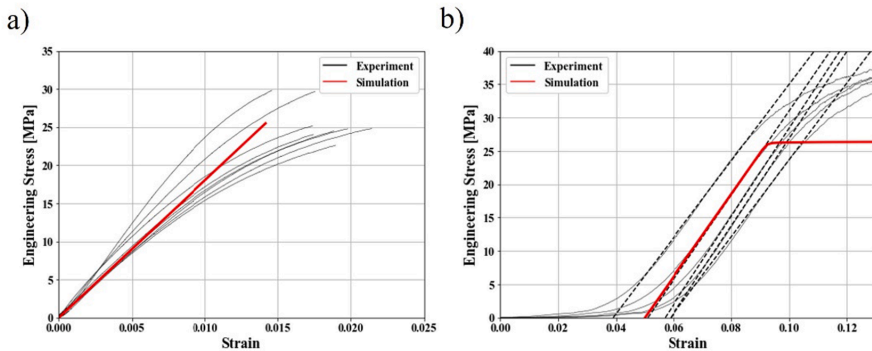 a)
35
30
25
20
15
10
5
0
Engineering Stress [MPa]
Experiment
Simulation
0.000 0.005 0.010 0.015 0.020 0.025
Strain
b)
40
35
30
25
20
15
10
5
0
Engineering Stress [MPa]
Experiment
Simulation
0.00 0.02 0.04 0.06 0.08 0.10 0.12
Strain